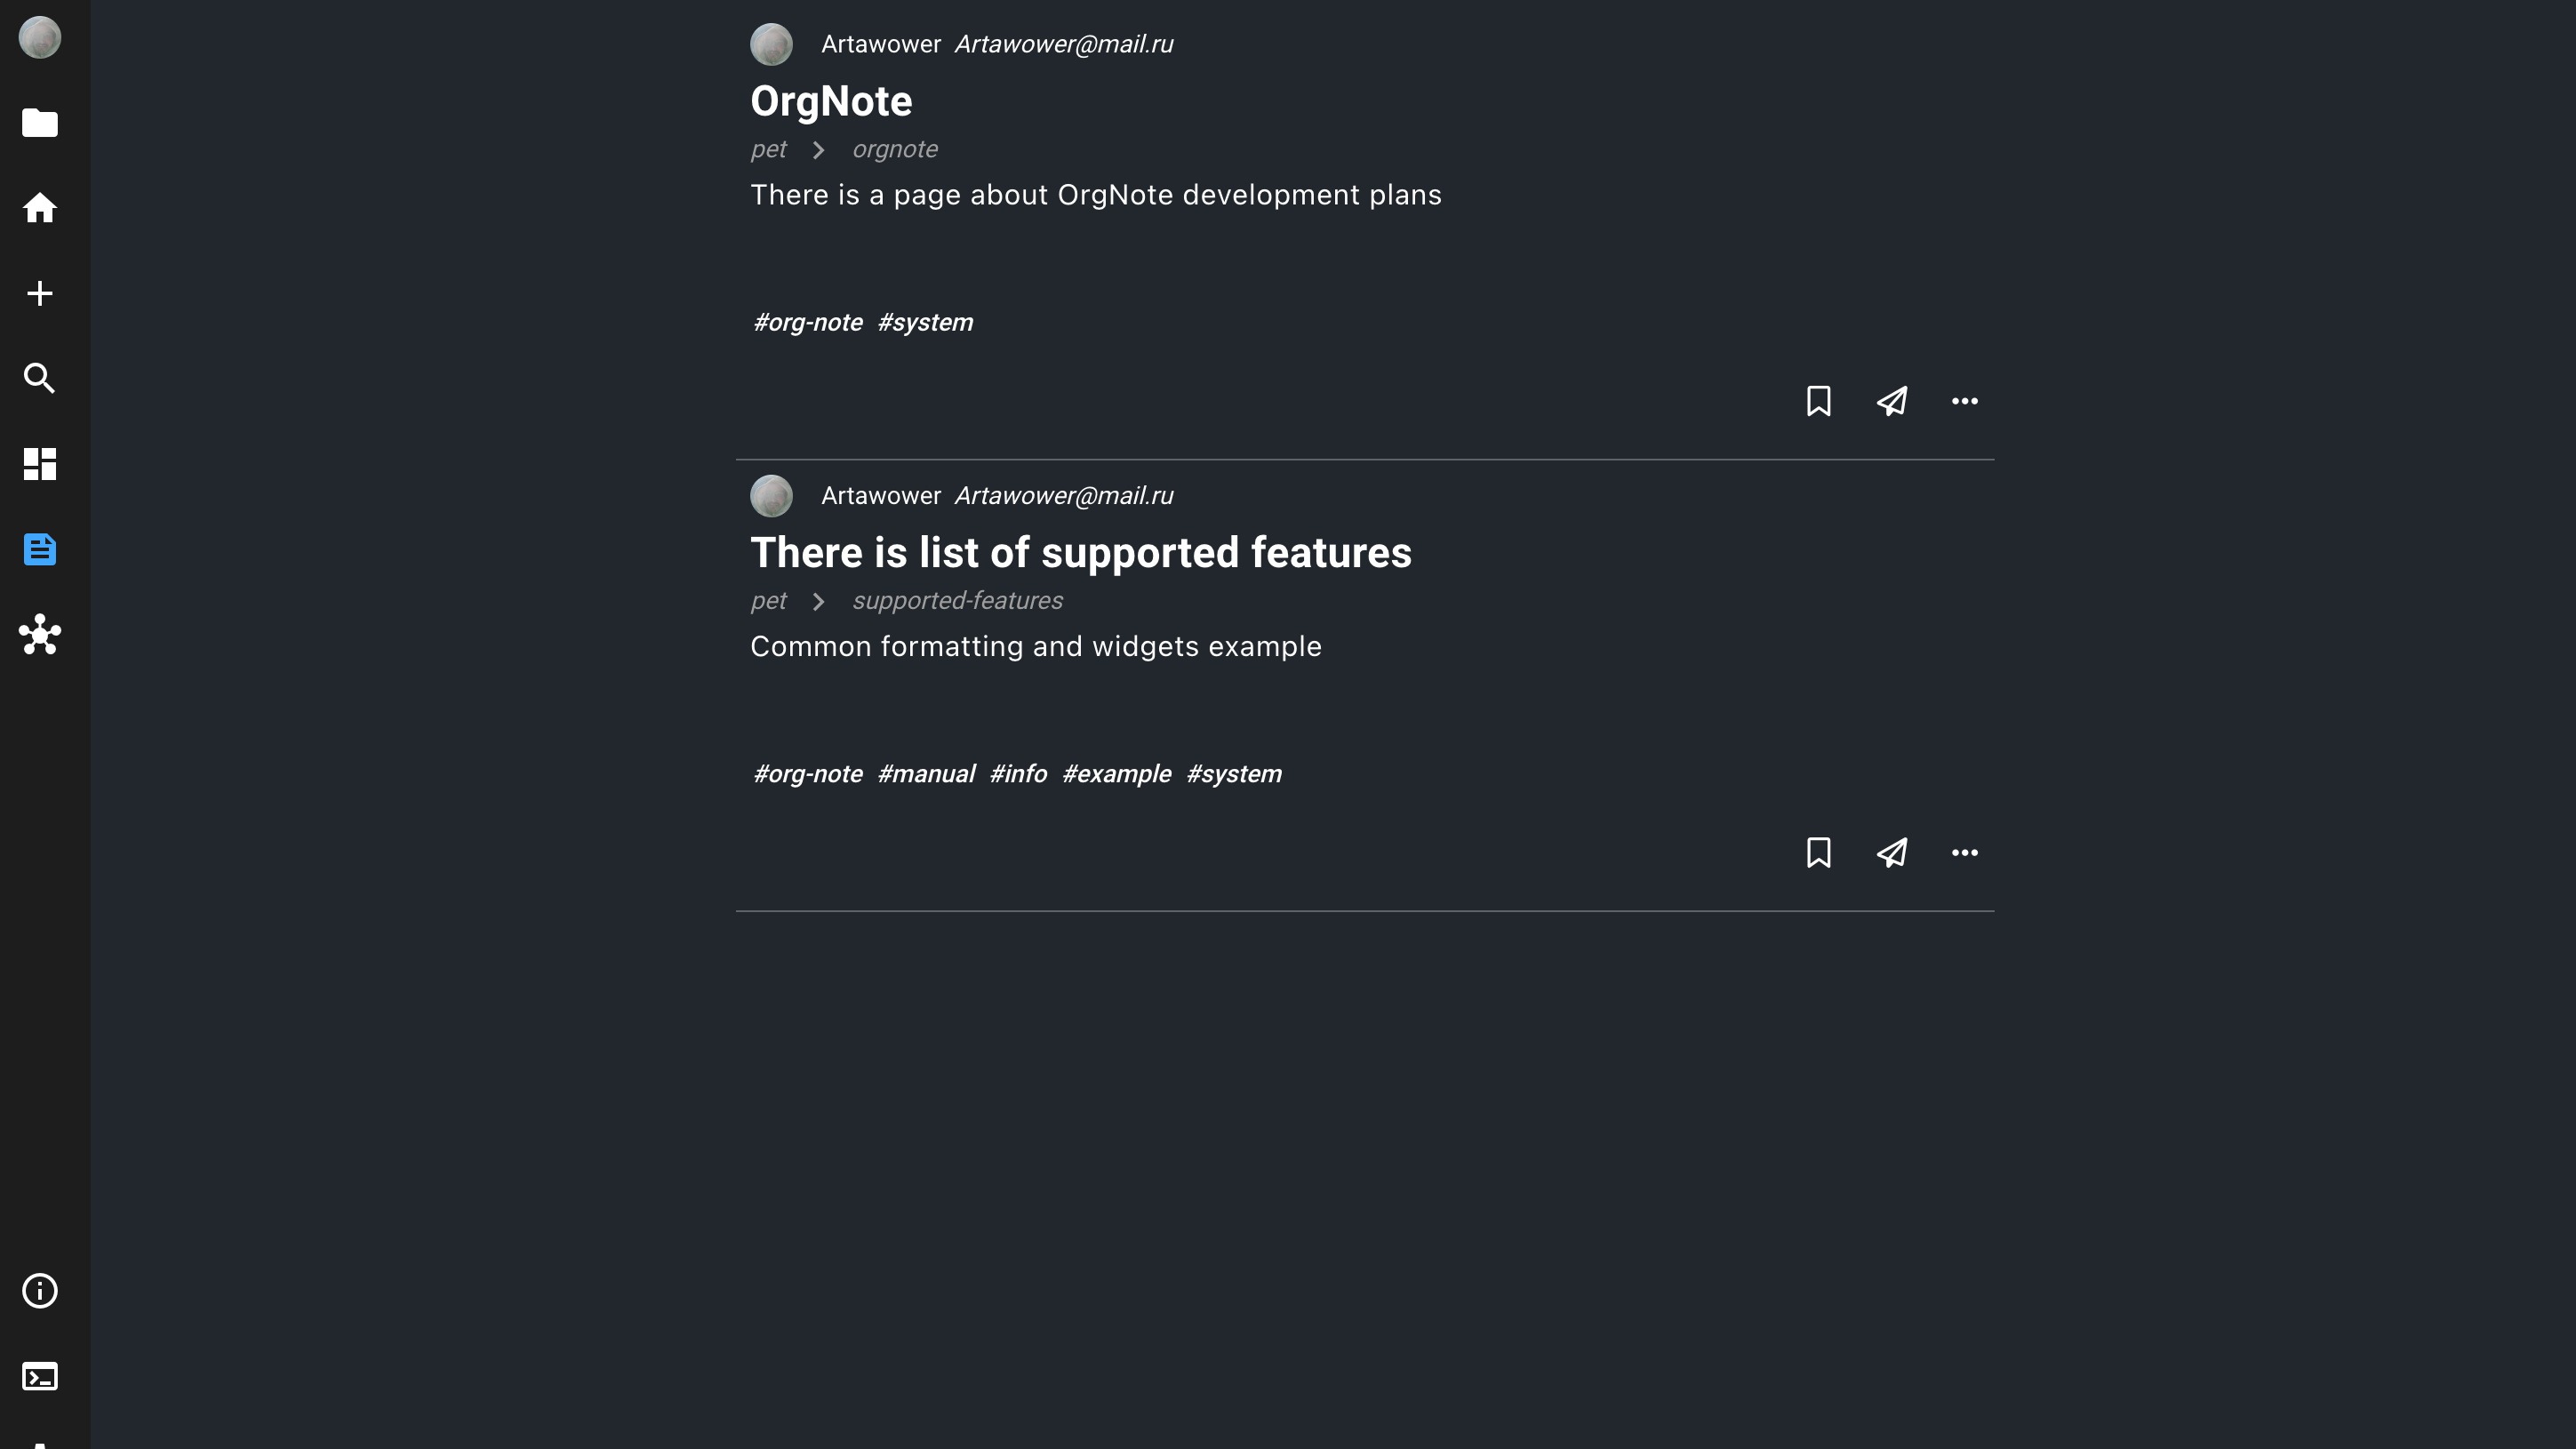 Artawower Artawower@mail.ru
OrgNote
pet > orgnote
There is a page about OrgNote development plans
#org-note #system
Artawower Artawower@mail.ru
There is list of supported features
pet > supported-features
Common formatting and widgets example
#org-note #manual #info #example #system